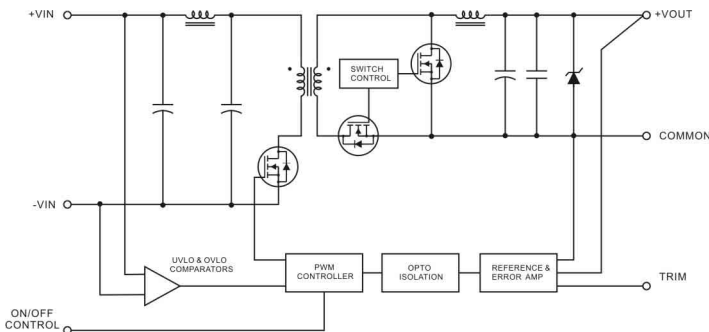 +VIN
+VOUT
SWITCH
CONTROL
COMMON
-VIN
UVLO & OVLO
COMPARATORS
PWM
CONTROLLER
OPTO
ISOLATION
REFERENCE &
ERROR AMP
TRIM
ON/OFF
CONTROL